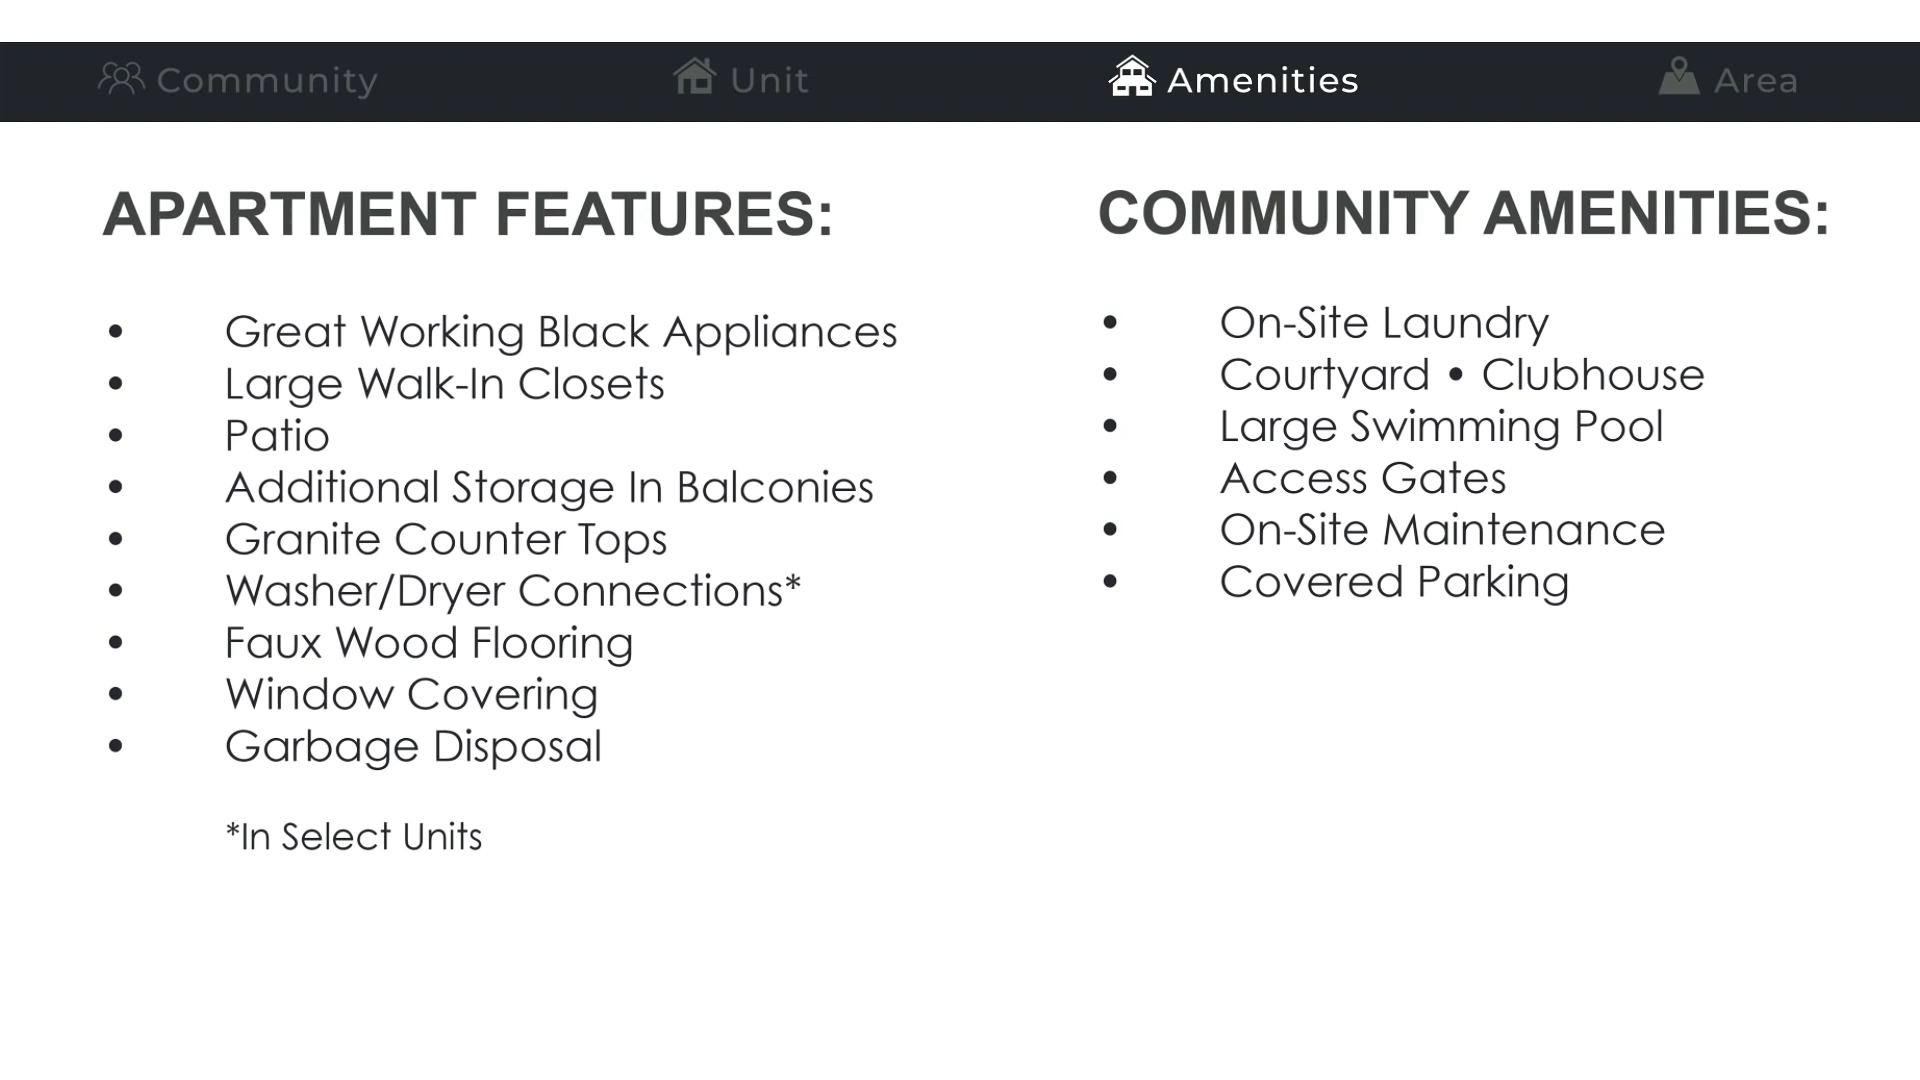 Community
Unit
Amenities
Area
APARTMENT FEATURES:
• Great Working Black Appliances
• Large Walk-In Closets
• Patio
• Additional Storage In Balconies
• Granite Counter Tops
• Washer/Dryer Connections*
• Faux Wood Flooring
• Window Covering
• Garbage Disposal
*In Select Units
COMMUNITY AMENITIES:
• On-Site Laundry
• Courtyard • Clubhouse
• Large Swimming Pool
• Access Gates
• On-Site Maintenance
• Covered Parking